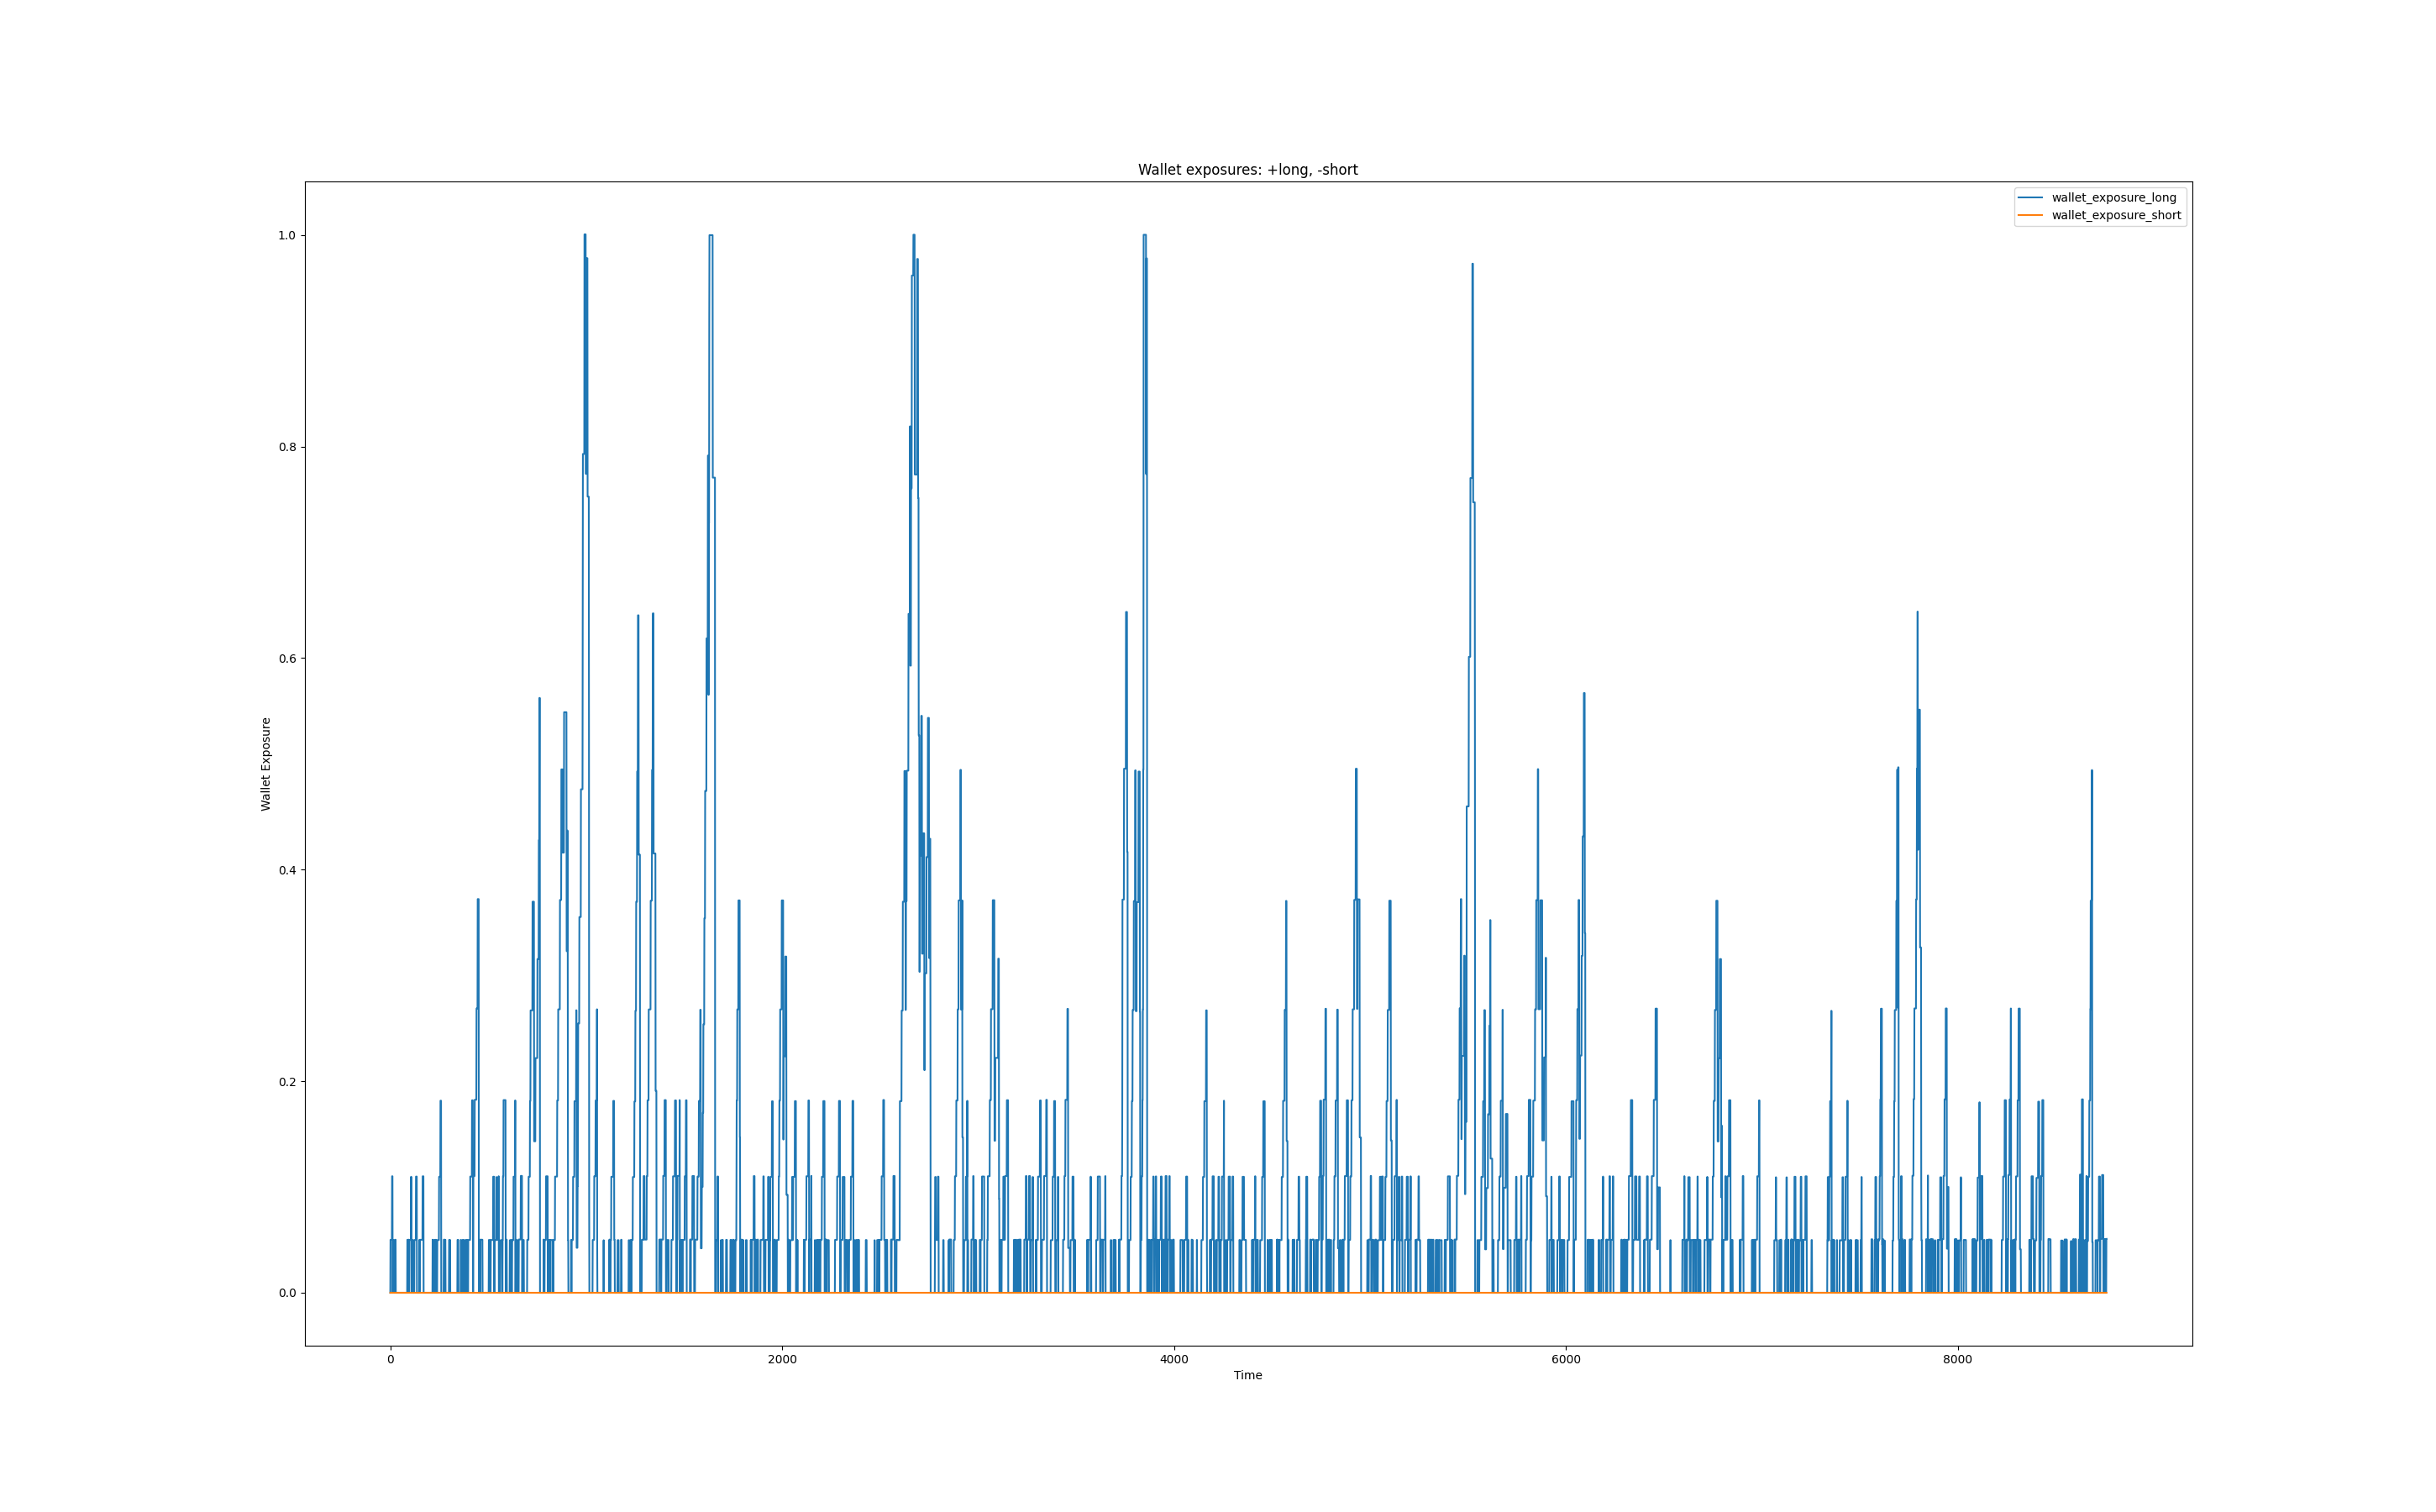 Wallet exposures: +long, -short
wallet_exposure_long
wallet_exposure_short
1.0
0.8
0.6
0.4
0.2
0.0
Wallet Exposure
0 2000 4000 6000 8000
Time